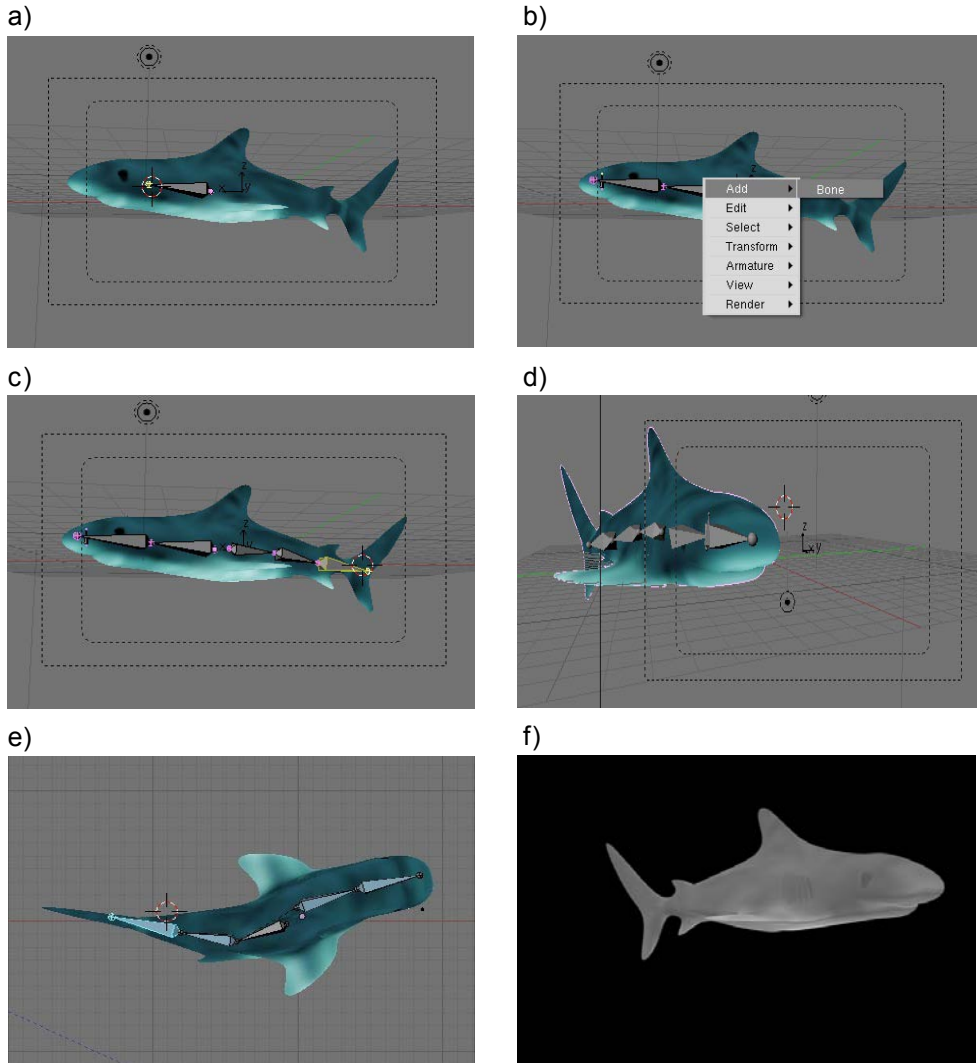 a)
b)
Add
Bone
Edit
Select
Transform
Armature
View
Render
c)
d)
z
x y
e)
f)